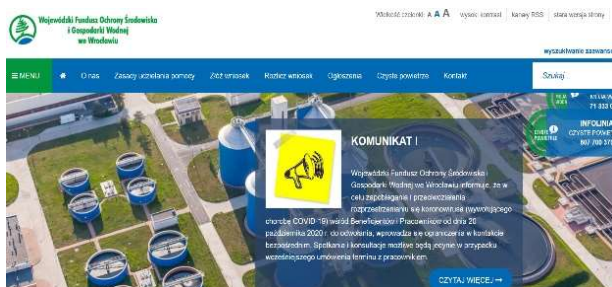 Wojewódzki Fundusz Ochrony Środowiska
i Gospodarki Wodnej
we Wrocławiu
Wielkość czcionki: A A A wysoki kontrast kanały RSS stara wersja strony
wyszukiwanie zaawanso
MENU O nas Zasady udzielania pomocy Złóż wniosek Rozlicz wniosek Ogłoszenia Czyste powietrze Kontakt Szukaj
INFOLINIA
CZYSTE POWIET
KOMUNIKAT !
Wojewódzki Fundusz Ochrony Środowiska i
Gospodarki Wodnej we Wrocławiu informuje, że w
celu zapobiegania i przeciwdziałania
rozprzestrzenianiu się koronawirusa (wywołującego
chorobę COVID-19) wśród Beneficjentów i Pracowników od dnia 26
października 2020 r. do odwołania, wprowadza się ograniczenia w kontakcie
bezpośrednim. Spotkania i konsultacje możliwe będą jedynie w przypadku
wcześniejszego umówienia terminu z pracownikiem.
CZYTAJ WIĘCEJ →